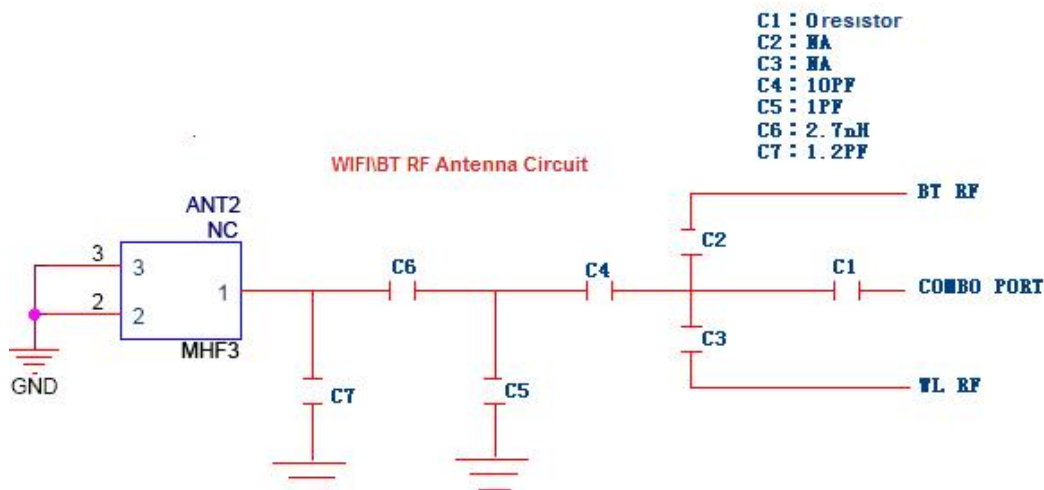 C1 : 0 resistor
C2 : NA
C3 : NA
C4 : 10PF
C5 : 1PF
C6 : 2.7nH
C7 : 1.2PF
WIFI\BT RF Antenna Circuit
ANT2
NC
BT RF
C2
3
3
C6
C4
C1
1
COMBO PORT
2
2
C3
MHF3
GND
C7
C5
WL RF